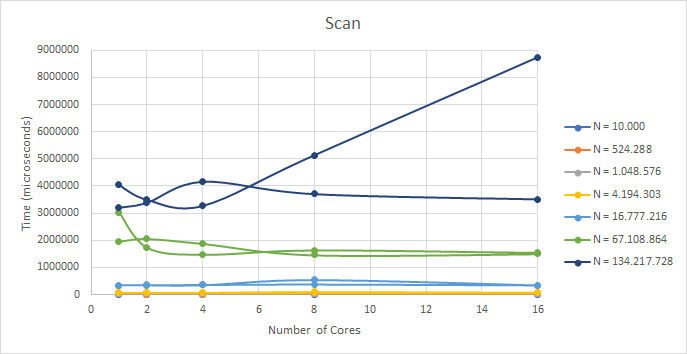 Scan
9000000
8000000
7000000
6000000
5000000
4000000
3000000
2000000
1000000
0
Time (microseconds)
0 2 4 6 8 10 12 14 16
Number of Cores
N = 10.000
N = 524.288
N = 1.048.576
N = 4.194.303
N = 16.777.216
N = 67.108.864
N = 134.217.728